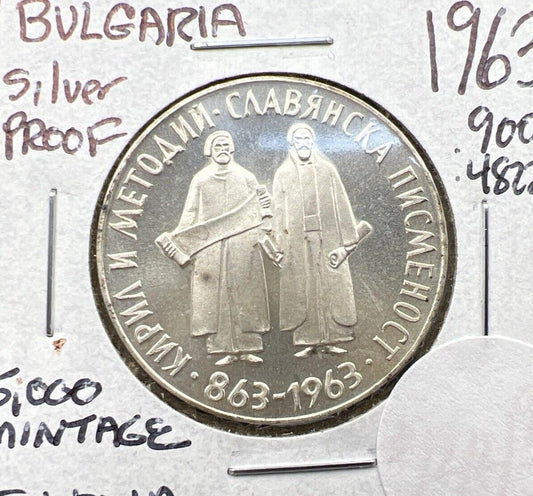 BULGARIA
1963
Silver
PROOF
900
.4822
КИРИЛ И МЕТОДИЙ · СЛАВЯНСКА ПИСМЕНОСТ ·
863-1963
5,000
MINTAGE